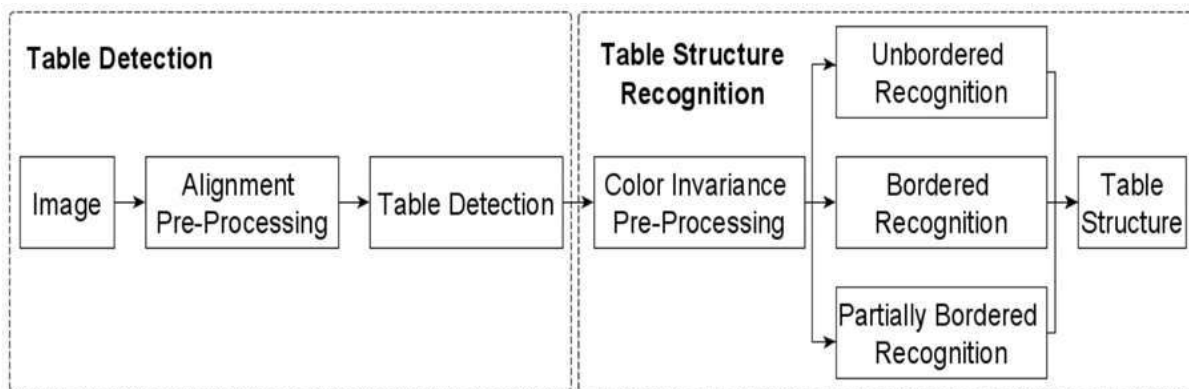 Table Detection
Image
Alignment
Pre-Processing
Table Detection
Table Structure
Recognition
Color Invariance
Pre-Processing
Unbordered
Recognition
Bordered
Recognition
Partially Bordered
Recognition
Table
Structure